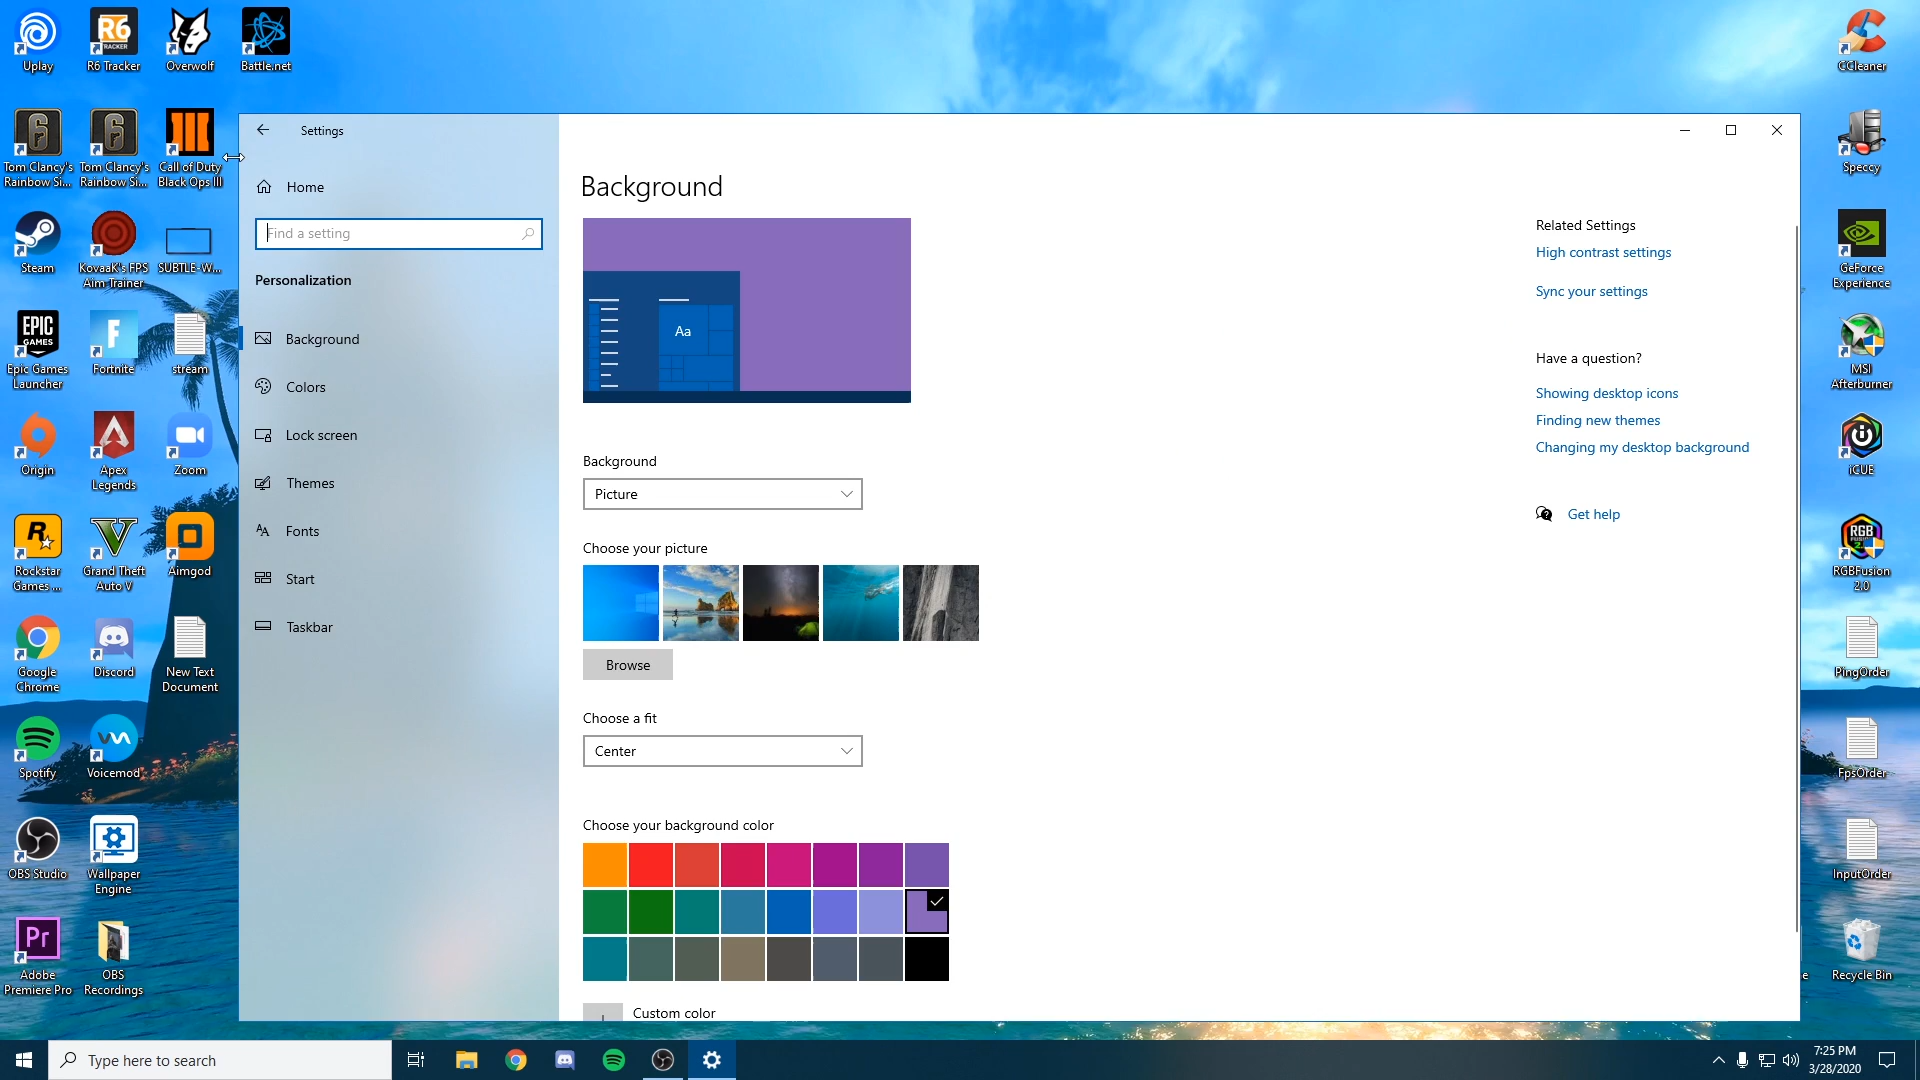 Uplay
R6 Tracker
Overwolf
Battle.net
CCleaner
Tom Clancy's
Rainbow Si...
Tom Clancy's
Rainbow Si...
Call of Duty
Black Ops III
Speccy
Steam
KovaaK's FPS
Aim Trainer
SUBTLE-W...
GeForce
Experience
Epic Games
Launcher
Fortnite
stream
MSI
Afterburner
Origin
Apex
Legends
Zoom
iCUE
Rockstar
Games ...
Grand Theft
Auto V
Aimgod
RGBFusion
2.0
Google
Chrome
Discord
New Text
Document
PingOrder
Spotify
Voicemod
FpsOrder
OBS Studio
Wallpaper
Engine
InputOrder
Adobe
Premiere Pro
OBS
Recordings
Recycle Bin
R6
TRACKER
EPIC
GAMES
Pr
Settings
Home
Find a setting
Personalization
Background
Colors
Lock screen
Themes
Fonts
Start
Taskbar
Background
Aa
Background
Picture
Choose your picture
Browse
Choose a fit
Center
Choose your background color
Custom color
Related Settings
High contrast settings
Sync your settings
Have a question?
Showing desktop icons
Finding new themes
Changing my desktop background
Get help
Type here to search
7:25 PM
3/28/2020